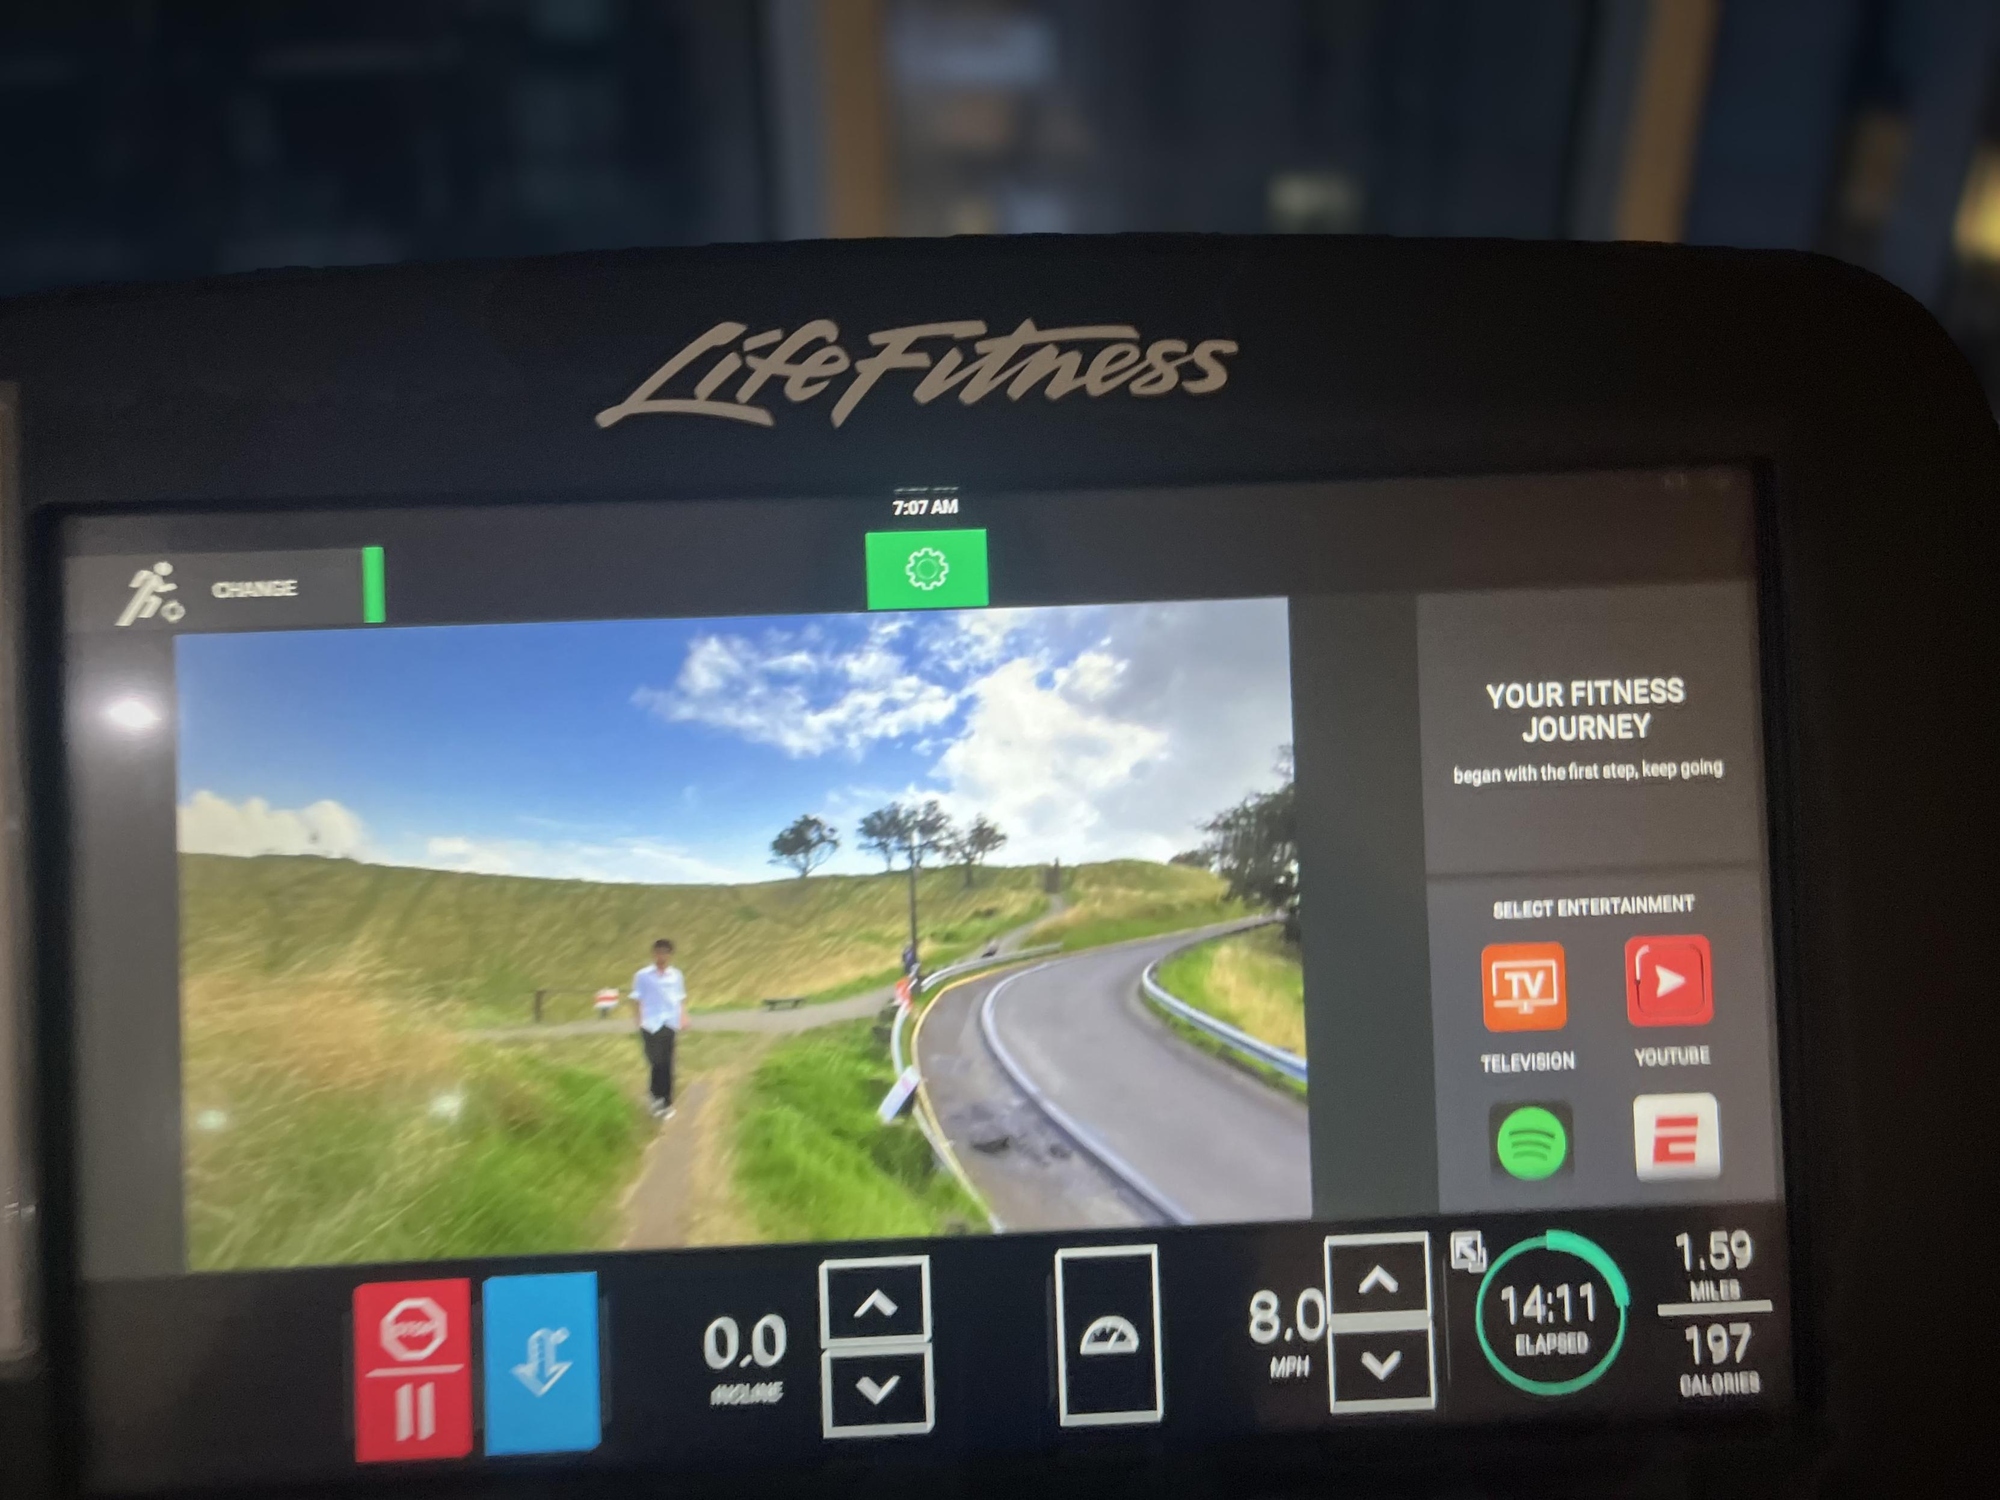 LifeFitness
7:07 AM
CHANGE
YOUR FITNESS
JOURNEY
began with the first step, keep going
SELECT ENTERTAINMENT
TV
TELEVISION
YOUTUBE
E
STOP
0.0
INCLINE
8.0
MPH
14:11
ELAPSED
1.59
MILES
197
CALORIES